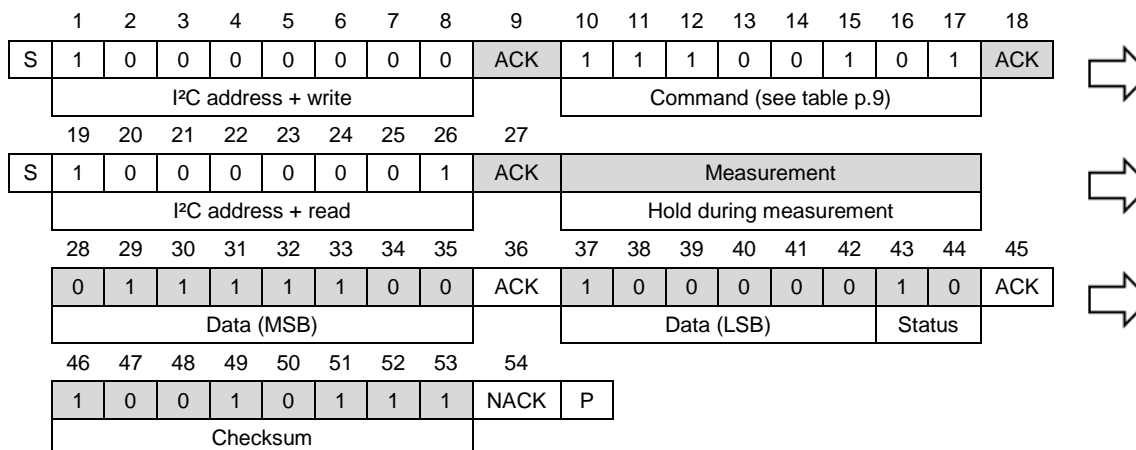 1 2 3 4 5 6 7 8 9 10 11 12 13 14 15 16 17 18
S 1 0 0 0 0 0 0 0 ACK 1 1 1 0 0 1 0 1 ACK
I²C address + write Command (see table p.9)
19 20 21 22 23 24 25 26 27
S 1 0 0 0 0 0 0 1 ACK Measurement
I²C address + read Hold during measurement
28 29 30 31 32 33 34 35 36 37 38 39 40 41 42 43 44 45
0 1 1 1 1 1 0 0 ACK 1 0 0 0 0 0 1 0 ACK
Data (MSB) Data (LSB) Status
46 47 48 49 50 51 52 53 54
1 0 0 1 0 1 1 1 NACK P
Checksum